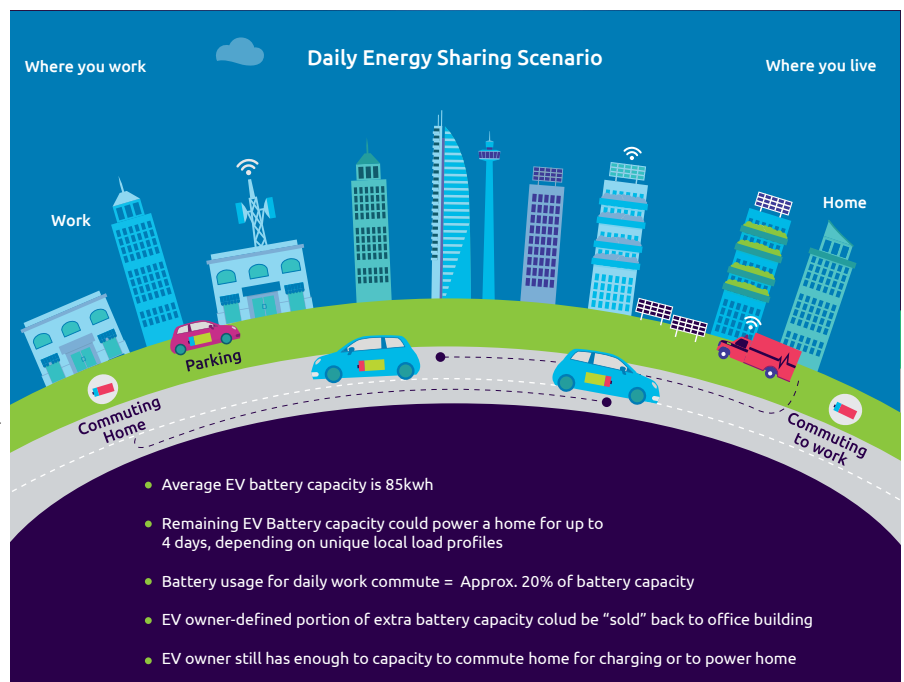 Daily Energy Sharing Scenario
Where you work
Where you live
Work
Home
Parking
Commuting
Home
Commuting
to work
Average EV battery capacity is 85kwh
Remaining EV Battery capacity could power a home for up to
4 days, depending on unique local load profiles
Battery usage for daily work commute = Approx. 20% of battery capacity
EV owner-defined portion of extra battery capacity colud be “sold” back to office building
EV owner still has enough to capacity to commute home for charging or to power home